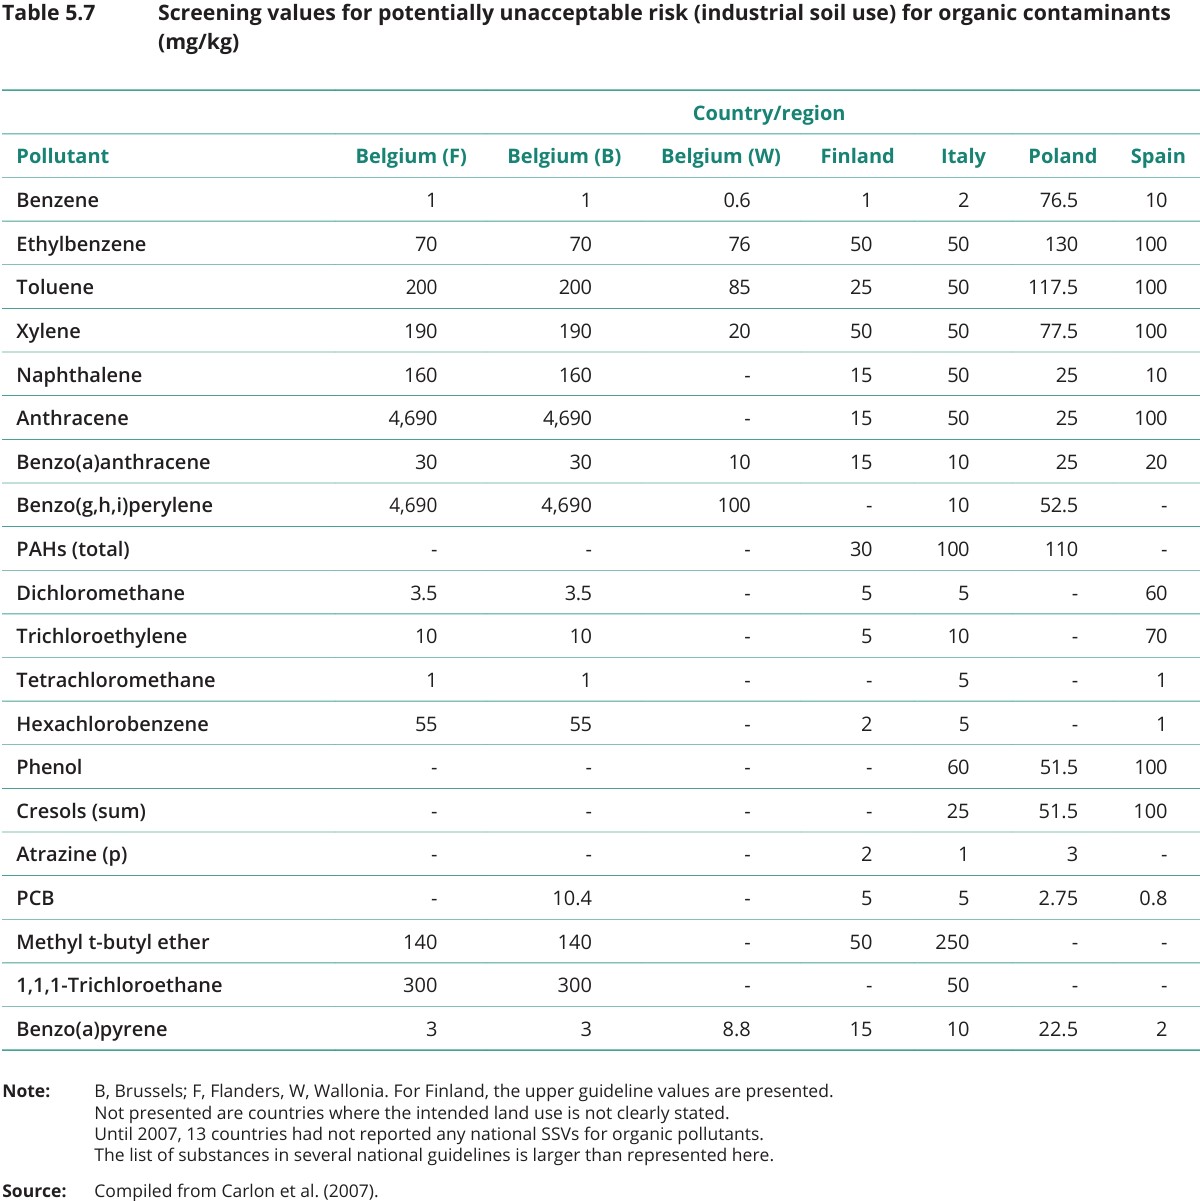 Table 5.7 Screening values for potentially unacceptable risk (industrial soil use) for organic contaminants
(mg/kg)
Country/region
Pollutant Belgium (F) Belgium (B) Belgium (W) Finland Italy Poland Spain
Benzene 1 1 0.6 1 2 76.5 10
Ethylbenzene 70 70 76 50 50 130 100
Toluene 200 200 85 25 50 117.5 100
Xylene 190 190 20 50 50 77.5 100
Naphthalene 160 160 - 15 50 25 10
Anthracene 4,690 4,690 - 15 50 25 100
Benzo(a)anthracene 30 30 10 15 10 25 20
Benzo(g,h,i)perylene 4,690 4,690 100 - 10 52.5 -
PAHs (total) - - - 30 100 110 -
Dichloromethane 3.5 3.5 - 5 5 - 60
Trichloroethylene 10 10 - 5 10 - 70
Tetrachloromethane 1 1 - - 5 - 1
Hexachlorobenzene 55 55 - 2 5 - 1
Phenol - - - - 60 51.5 100
Cresols (sum) - - - - 25 51.5 100
Atrazine (p) - - - 2 1 3 -
PCB - 10.4 - 5 5 2.75 0.8
Methyl t-butyl ether 140 140 - 50 250 - -
1,1,1-Trichloroethane 300 300 - - 50 - -
Benzo(a)pyrene 3 3 8.8 15 10 22.5 2
Note: B, Brussels; F, Flanders, W, Wallonia. For Finland, the upper guideline values are presented.
Not presented are countries where the intended land use is not clearly stated.
Until 2007, 13 countries had not reported any national SSVs for organic pollutants.
The list of substances in several national guidelines is larger than represented here.
Source: Compiled from Carlon et al. (2007).